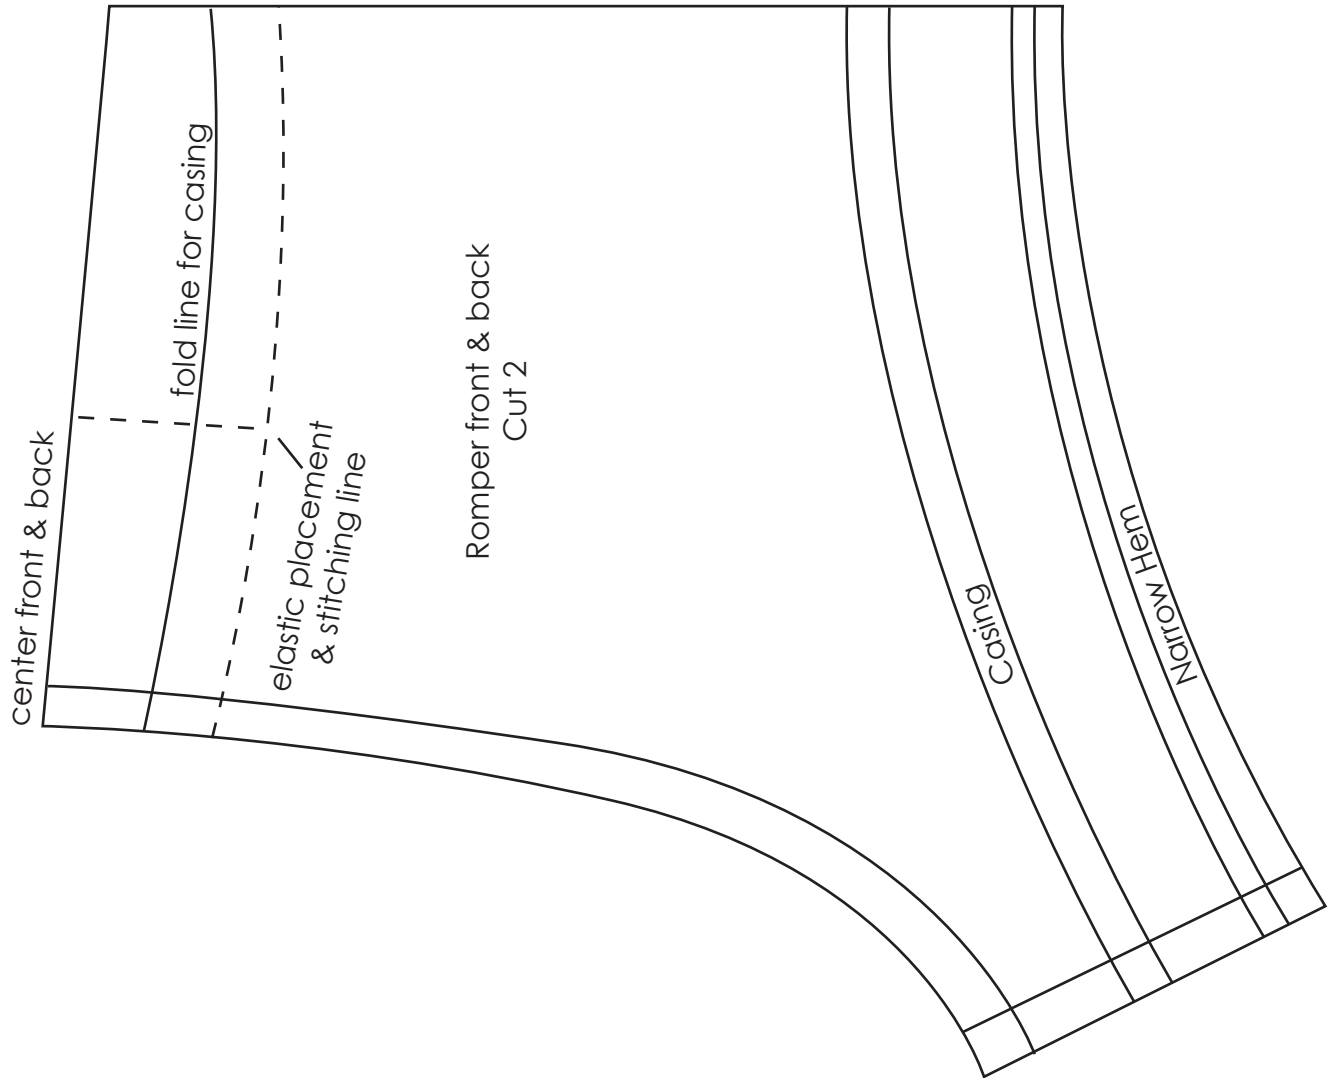 center front & back
fold line for casing
elastic placement
& stitching line
Romper front & back
Cut 2
Casing
Narrow Hem